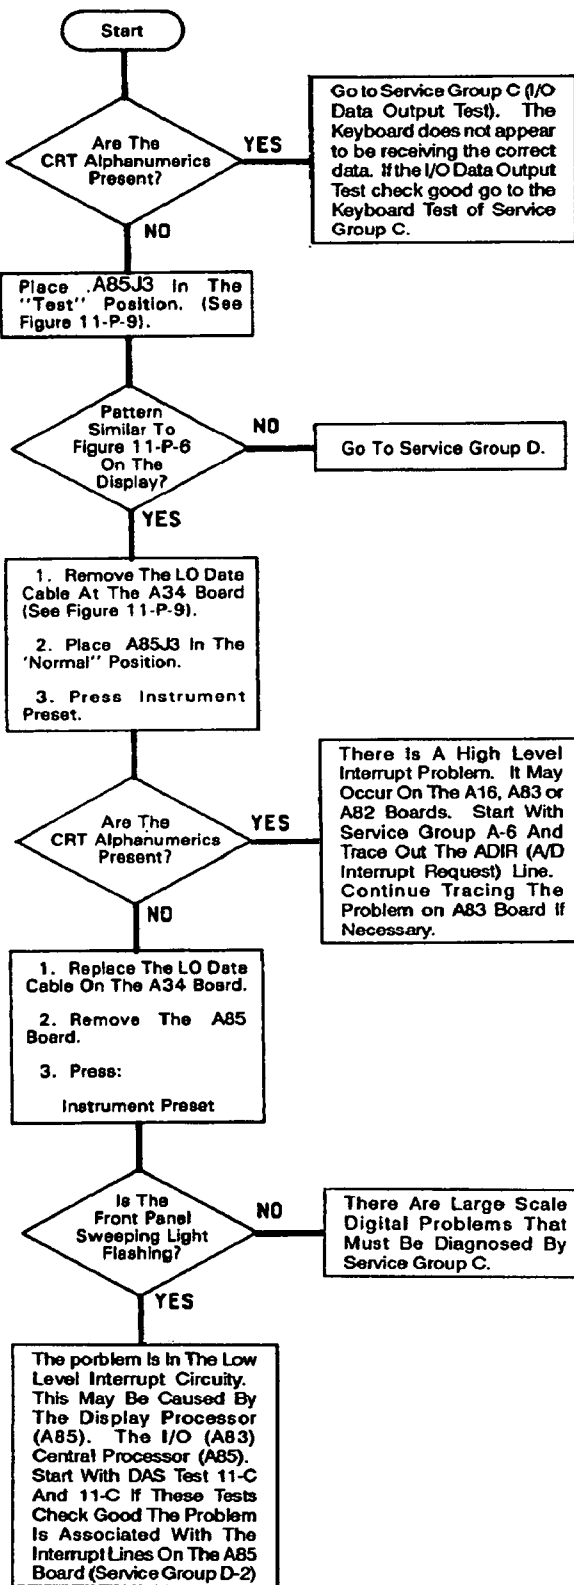 Start
Are The
CRT Alphanumerics
Present?
YES
Go to Service Group C (I/O
Data Output Test). The
Keyboard does not appear
to be receiving the correct
data. If the I/O Data Output
Test check good go to the
Keyboard Test of Service
Group C.
NO
Place .A85J3 In The
"Test" Position. (See
Figure 11-P-9).
Pattern
Similar To
Figure 11-P-6
On The
Display?
NO
Go To Service Group D.
YES
1. Remove The LO Data
Cable At The A34 Board
(See Figure 11-P-9).
2. Place A85J3 In The
'Normal" Position.
3. Press Instrument
Preset.
Are The
CRT Alphanumerics
Present?
YES
There Is A High Level
Interrupt Problem. It May
Occur On The A16, A83 or
A82 Boards. Start With
Service Group A-6 And
Trace Out The ADIR (A/D
Interrupt Request) Line.
Continue Tracing The
Problem on A83 Board If
Necessary.
NO
1. Replace The LO Data
Cable On The A34 Board.
2. Remove The A85
Board.
3. Press:
Instrument Preset
Is The
Front Panel
Sweeping Light
Flashing?
NO
There Are Large Scale
Digital Problems That
Must Be Diagnosed By
Service Group C.
YES
The porblem Is In The Low
Level Interrupt Circuity.
This May Be Caused By
The Display Processor
(A85). The I/O (A83)
Central Processor (A85).
Start With DAS Test 11-C
And 11-C If These Tests
Check Good The Problem
Is Associated With The
Interrupt Lines On The A85
Board (Service Group D-2)